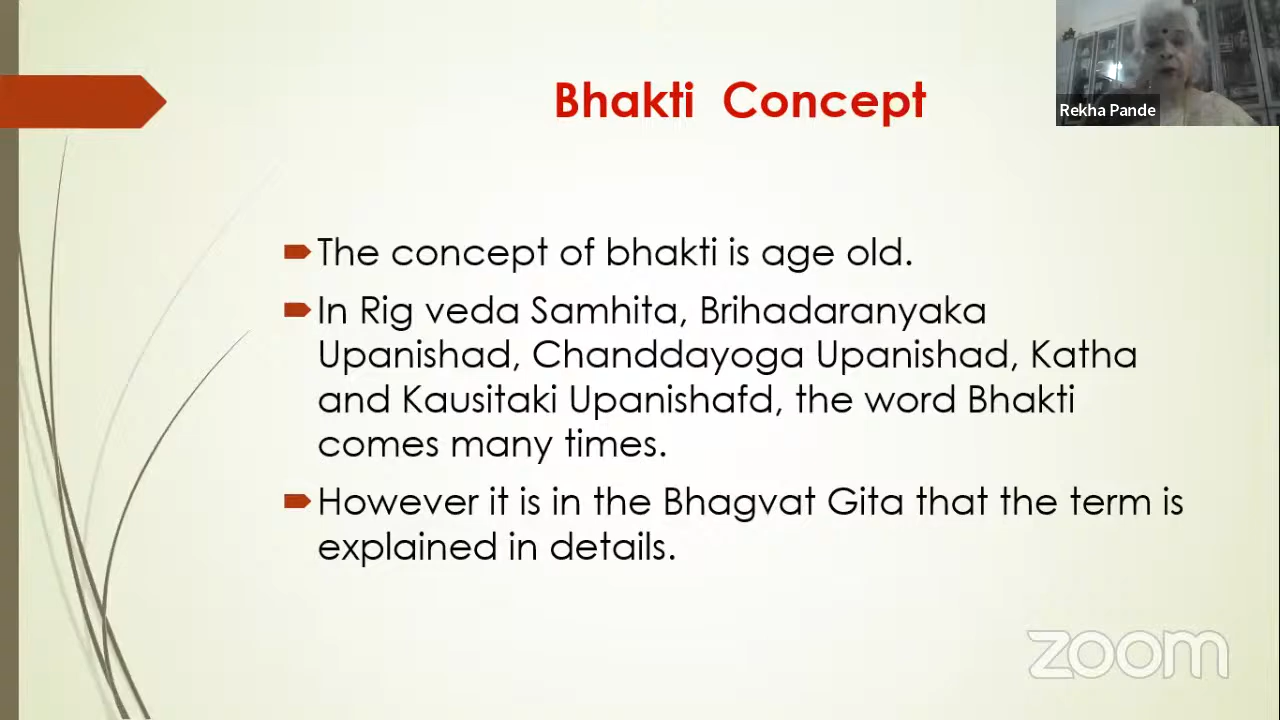 Bhakti Concept
Rekha Pande
The concept of bhakti is age old.
In Rig veda Samhita, Brihadaranyaka
Upanishad, Chanddayoga Upanishad, Katha
and Kausitaki Upanishafd, the word Bhakti
comes many times.
However it is in the Bhagvat Gita that the term is
explained in details.
zoom